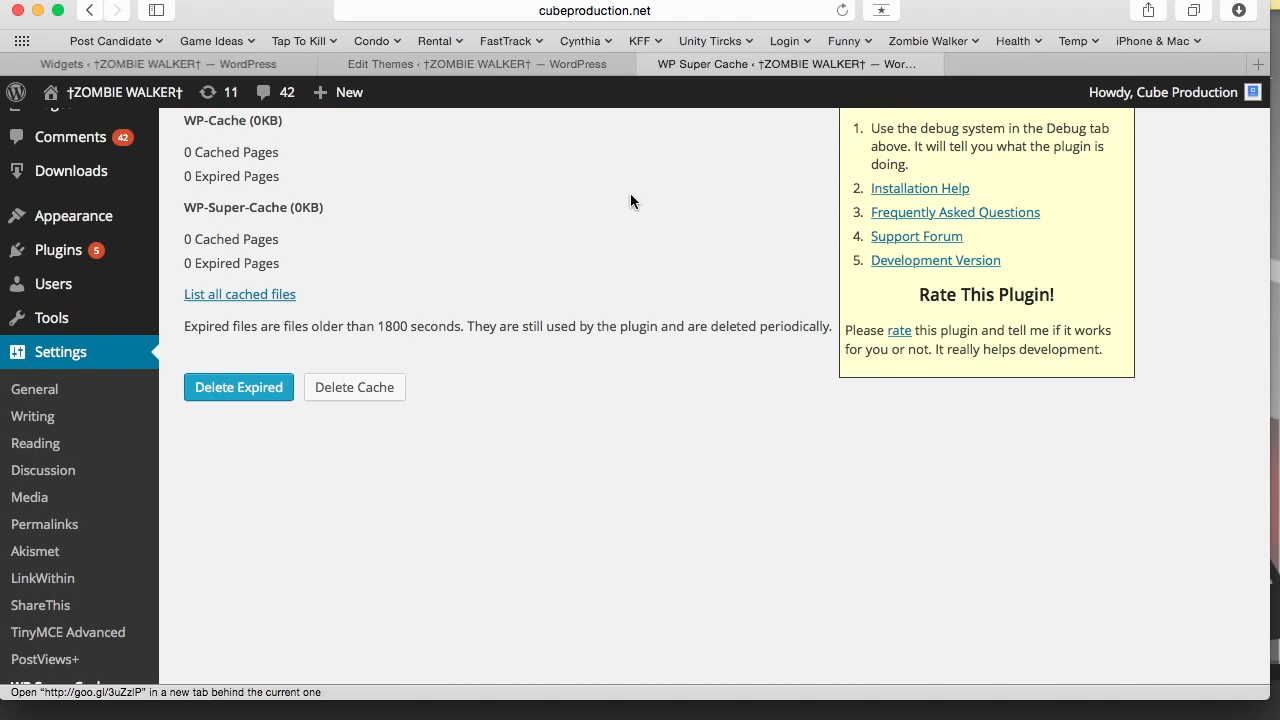 cubeproduction.net
Post Candidate Game Ideas Tap To Kill Condo Rental FastTrack Cynthia KFF Unity Tircks Login Funny Zombie Walker Health Temp iPhone & Mac
Widgets ‹ †ZOMBIE WALKER† — WordPress
Edit Themes ‹ †ZOMBIE WALKER† — WordPress
WP Super Cache ‹ †ZOMBIE WALKER† — Wor...
†ZOMBIE WALKER† 11 42 + New
Howdy, Cube Production
Comments 42
Downloads
Appearance
Plugins 5
Users
Tools
Settings
General
Writing
Reading
Discussion
Media
Permalinks
Akismet
LinkWithin
ShareThis
TinyMCE Advanced
PostViews+
WP Super Cache
WP-Cache (0KB)
0 Cached Pages
0 Expired Pages
WP-Super-Cache (0KB)
0 Cached Pages
0 Expired Pages
List all cached files
Expired files are files older than 1800 seconds. They are still used by the plugin and are deleted periodically.
Delete Expired
Delete Cache
1. Use the debug system in the Debug tab
above. It will tell you what the plugin is
doing.
2. Installation Help
3. Frequently Asked Questions
4. Support Forum
5. Development Version
Rate This Plugin!
Please rate this plugin and tell me if it works
for you or not. It really helps development.
Open "http://goo.gl/3uZzlP" in a new tab behind the current one